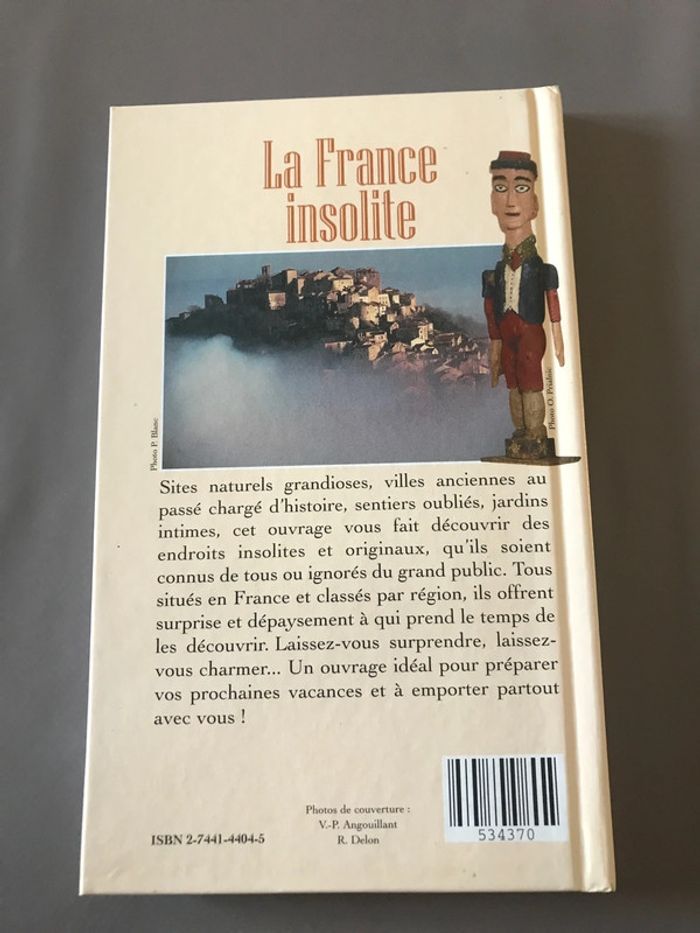 La France
insolite
Photo P. Blanc
Photo O. Prialnic
Sites naturels grandioses, villes anciennes au
passé chargé d'histoire, sentiers oubliés, jardins
intimes, cet ouvrage vous fait découvrir des
endroits insolites et originaux, qu'ils soient
connus de tous ou ignorés du grand public. Tous
situés en France et classés par région, ils offrent
surprise et dépaysement à qui prend le temps de
les découvrir. Laissez-vous surprendre, laissez-
vous charmer... Un ouvrage idéal pour préparer
vos prochaines vacances et à emporter partout
avec vous !
Photos de couverture :
V.-P. Angouillant
R. Delon
ISBN 2-7441-4404-5
534370